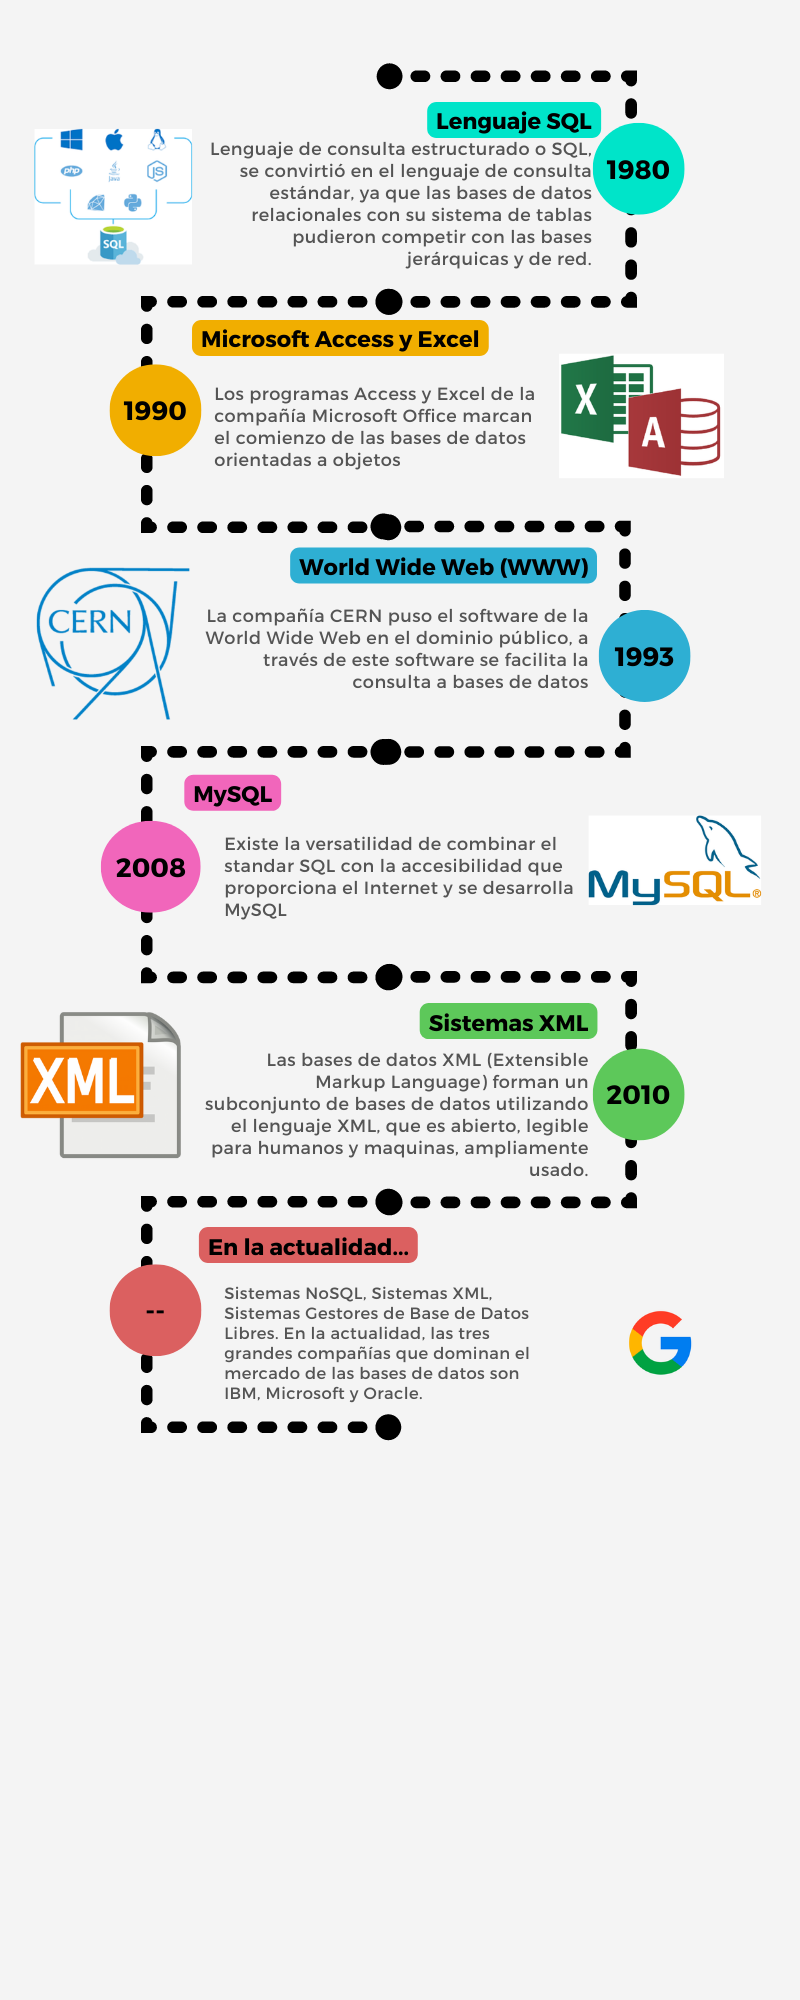 Lenguaje SQL
Lenguaje de consulta estructurado o SQL,
se convirtió en el lenguaje de consulta
estándar, ya que las bases de datos
relacionales con su sistema de tablas
pudieron competir con las bases
jerárquicas y de red.
1980
php
Java
JS
SQL
Microsoft Access y Excel
1990
Los programas Access y Excel de la
compañía Microsoft Office marcan
el comienzo de las bases de datos
orientadas a objetos
X
A
World Wide Web (WWW)
CERN
La compañía CERN puso el software de la
World Wide Web en el dominio público, a
través de este software se facilita la
consulta a bases de datos
1993
MySQL
2008
Existe la versatilidad de combinar el
standar SQL con la accesibilidad que
proporciona el Internet y se desarrolla
MySQL
MySQL®
Sistemas XML
XML
Las bases de datos XML (Extensible
Markup Language) forman un
subconjunto de bases de datos utilizando
el lenguaje XML, que es abierto, legible
para humanos y maquinas, ampliamente
usado.
2010
En la actualidad...
--
Sistemas NoSQL, Sistemas XML,
Sistemas Gestores de Base de Datos
Libres. En la actualidad, las tres
grandes compañías que dominan el
mercado de las bases de datos son
IBM, Microsoft y Oracle.
G